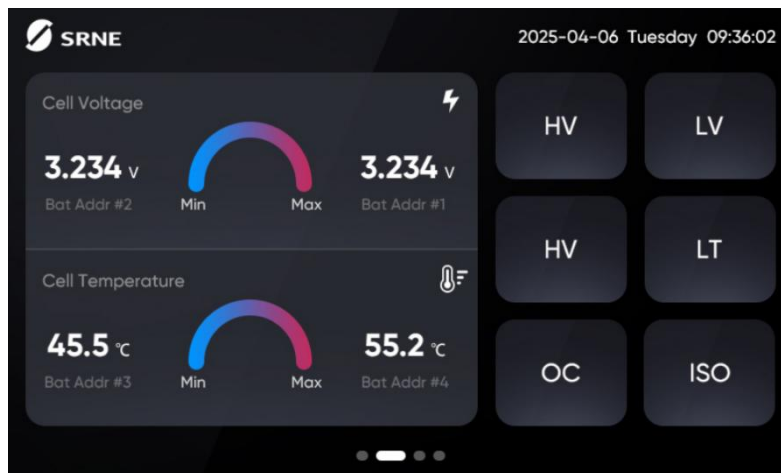 SRNE
2025-04-06 Tuesday 09:36:02
Cell Voltage
3.234 V
3.234 V
Bat Addr #2
Min
Max
Bat Addr #1
Cell Temperature
45.5 ℃
55.2 ℃
Bat Addr #3
Min
Max
Bat Addr #4
HV
LV
HV
LT
OC
ISO